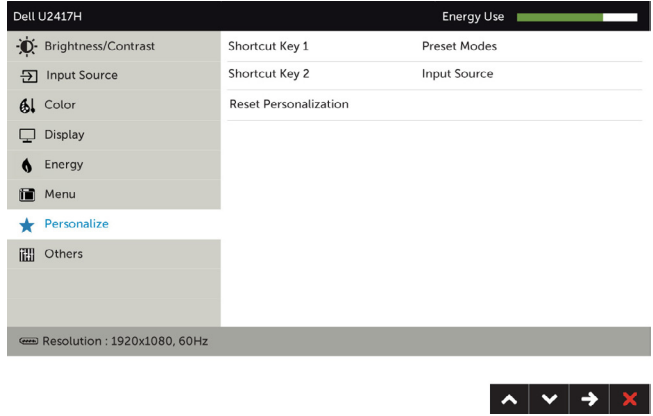 Dell U2417H Energy Use
Brightness/Contrast Shortcut Key 1 Preset Modes
Input Source Shortcut Key 2 Input Source
Color Reset Personalization
Display
Energy
Menu
Personalize
Others
Resolution : 1920x1080, 60Hz